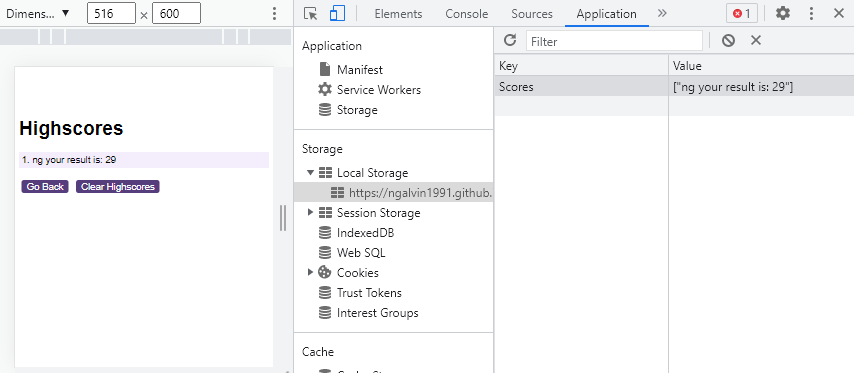 Dimens... ▼ 516 × 600
Highscores
1. ng your result is: 29
Go Back Clear Highscores
Elements Console Sources Application » 1
Application
Manifest
Service Workers
Storage
Storage
Local Storage
https://ngalvin1991.github.
Session Storage
IndexedDB
Web SQL
Cookies
Trust Tokens
Interest Groups
Cache
Filter
Key Value
Scores ["ng your result is: 29"]